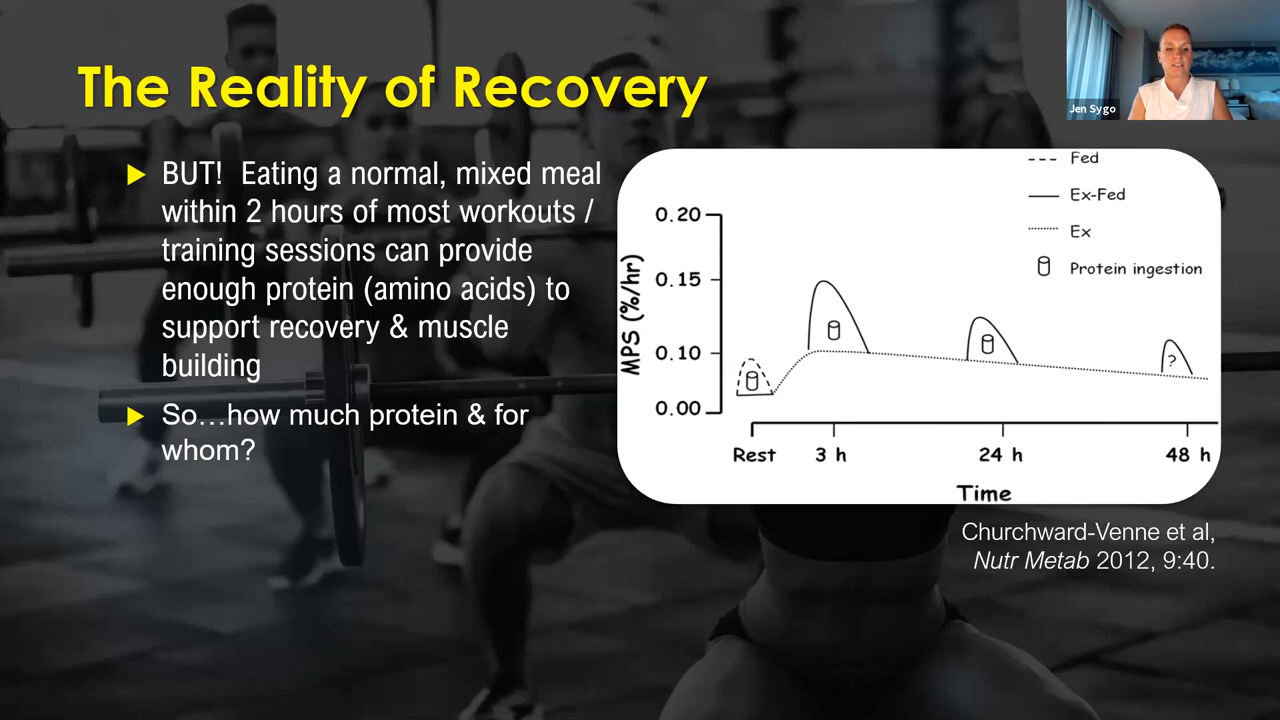 The Reality of Recovery
Jen Sygo
BUT!  Eating a normal, mixed meal
within 2 hours of most workouts /
training sessions can provide
enough protein (amino acids) to
support recovery & muscle
building
So…how much protein & for
whom?
Fed
Ex-Fed
Ex
Protein ingestion
MPS (%/hr)
0.20
0.15
0.10
0.00
?
Rest 3 h 24 h 48 h
Time
Churchward-Venne et al,
Nutr Metab 2012, 9:40.